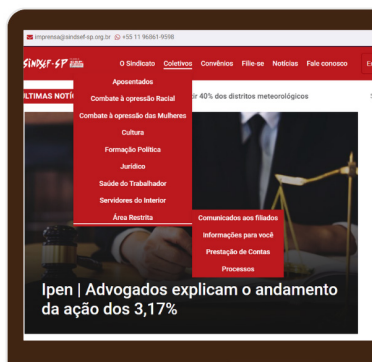 imprensa@sindsef-sp.org.br +55 11 96861-9598
SINDSEF-SP O Sindicato Coletivos Convênios Filie-se Notícias Fale conosco
Aposentados
ÚLTIMAS NOTÍ 40% dos distritos meteorológicos
Combate à opressão Racial
Combate à opressão das Mulheres
Cultura
Formação Política
Jurídico
Saúde do Trabalhador
Servidores do Interior
Área Restrita Comunicados aos filiados
Informações para você
Prestação de Contas
Processos
Ipen | Advogados explicam o andamento
da ação dos 3,17%